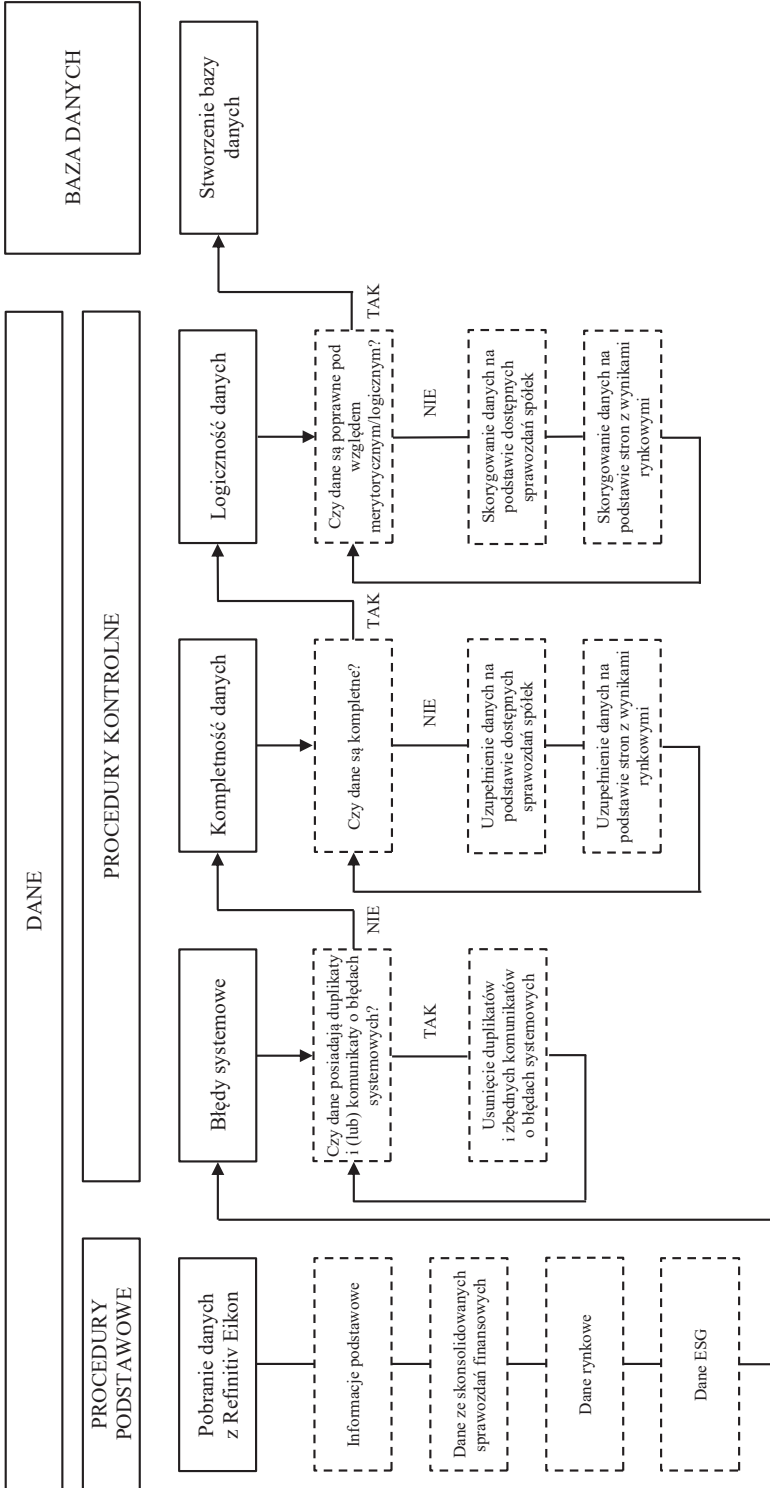 DANE
BAZA DANYCH
PROCEDURY
PODSTAWOWE
PROCEDURY KONTROLNE
Pobranie danych
z Refinitiv Eikon
Informacje podstawowe
Dane ze skonsolidowanych
sprawozdań finansowych
Dane rynkowe
Dane ESG
Błędy systemowe
Czy dane posiadają duplikaty
i (lub) komunikaty o błędach
systemowych?
NIE
TAK
Usunięcie duplikatów
i zbędnych komunikatów
o błędach systemowych
Kompletność danych
Czy dane są kompletne?
TAK
NIE
Uzupełnienie danych na
podstawie dostępnych
sprawozdań spółek
Uzupełnienie danych na
podstawie stron z wynikami
rynkowymi
Logiczność danych
Czy dane są poprawne pod
względem
merytorycznym/logicznym?
TAK
NIE
Skorygowanie danych na
podstawie dostępnych
sprawozdań spółek
Skorygowanie danych na
podstawie stron z wynikami
rynkowymi
Stworzenie bazy
danych